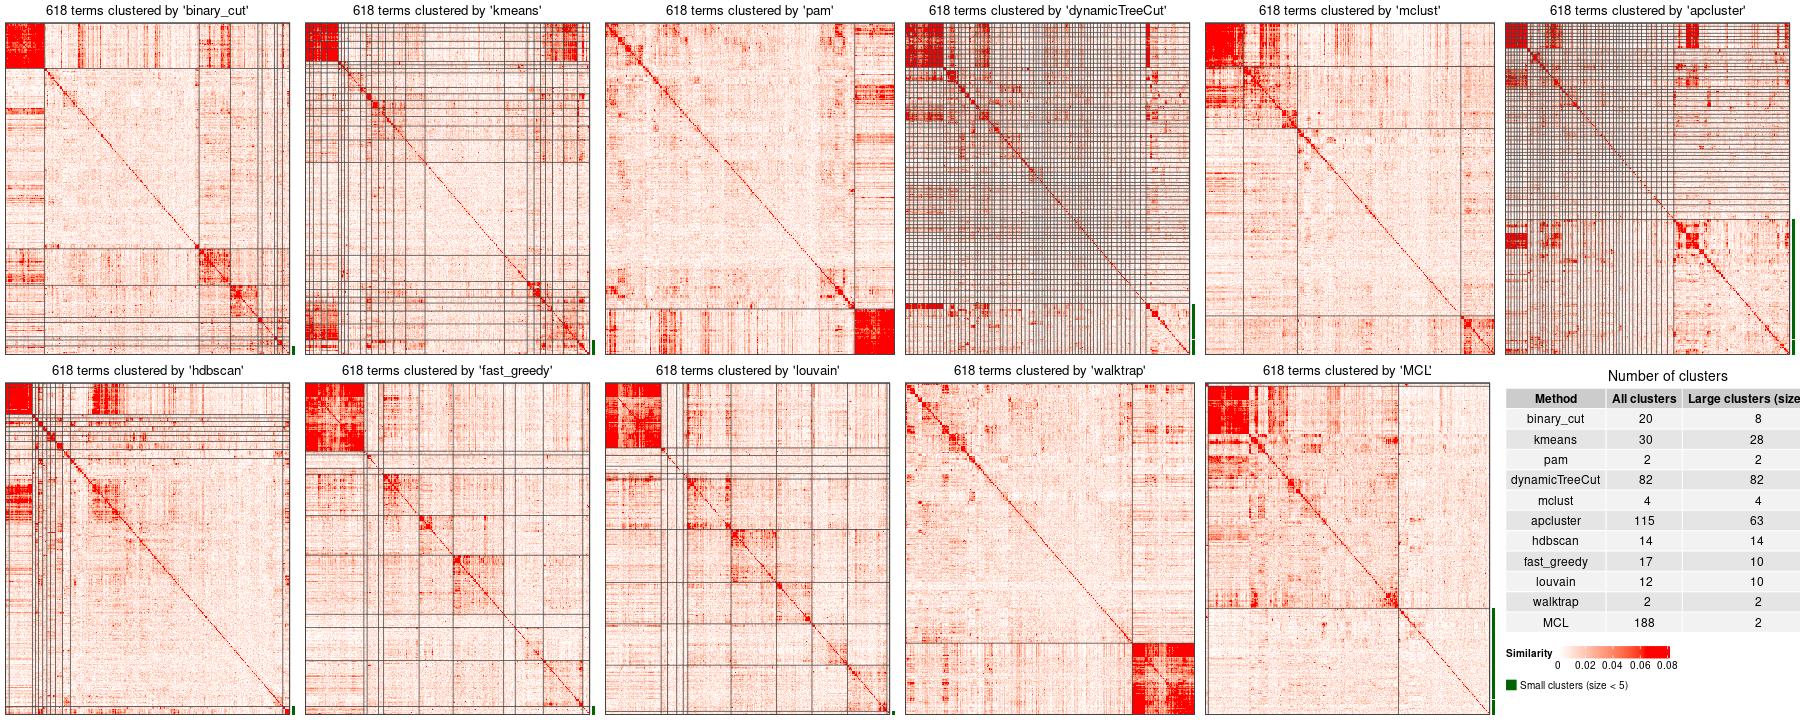 618 terms clustered by 'binary_cut'
618 terms clustered by 'kmeans'
618 terms clustered by 'pam'
618 terms clustered by 'dynamicTreeCut'
618 terms clustered by 'mclust'
618 terms clustered by 'apcluster'
618 terms clustered by 'hdbscan'
618 terms clustered by 'fast_greedy'
618 terms clustered by 'louvain'
618 terms clustered by 'walktrap'
618 terms clustered by 'MCL'
Number of clusters
Method All clusters Large clusters (size
binary_cut 20 8
kmeans 30 28
pam 2 2
dynamicTreeCut 82 82
mclust 4 4
apcluster 115 63
hdbscan 14 14
fast_greedy 17 10
louvain 12 10
walktrap 2 2
MCL 188 2
Similarity
0 0.02 0.04 0.06 0.08
Small clusters (size < 5)